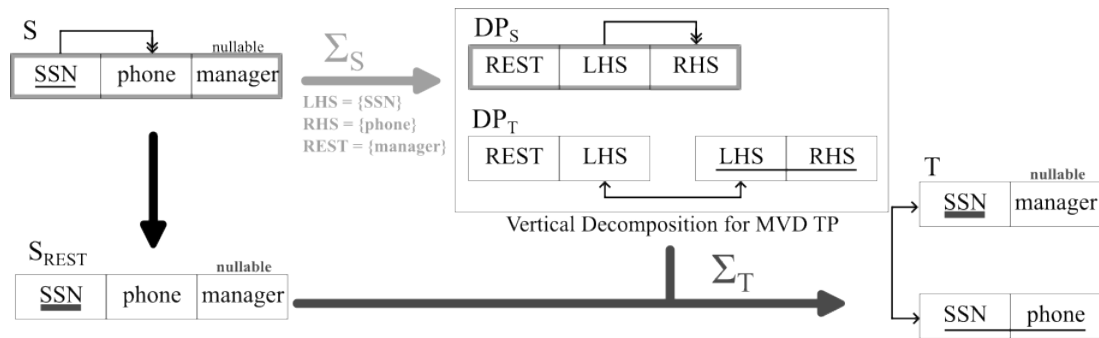 S
nullable
SSN phone manager
Σ_S
LHS = {SSN}
RHS = {phone}
REST = {manager}
DP_S
REST LHS RHS
DP_T
REST LHS LHS RHS
Vertical Decomposition for MVD TP
S_REST
nullable
SSN phone manager
Σ_T
T
nullable
SSN manager
SSN phone